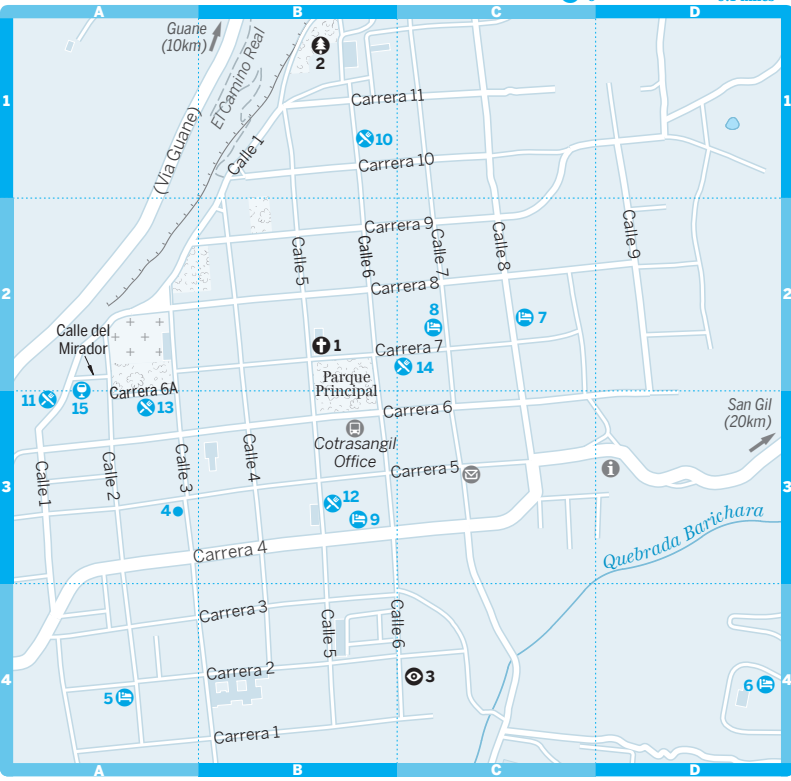 A
B
C
D
Guane
(10km)
El Camino Real
2
1
1
Carrera 11
10
(Via Guane)
Calle 1
Carrera 10
Carrera 9
Calle 5
Calle 6
Calle 7
Calle 8
Calle 9
2
2
Carrera 8
8
7
Calle del
Mirador
1
Carrera 7
14
Parque
Principal
11
15
Carrera 6A
13
Carrera 6
San Gil
(20km)
Cotrasangil
Office
Calle 1
Calle 2
Calle 3
Calle 4
Carrera 5
3
3
4
12
9
Quebrada Barichara
Carrera 4
Carrera 3
Calle 5
Calle 6
Carrera 2
3
4
4
5
6
Carrera 1
A
B
C
D